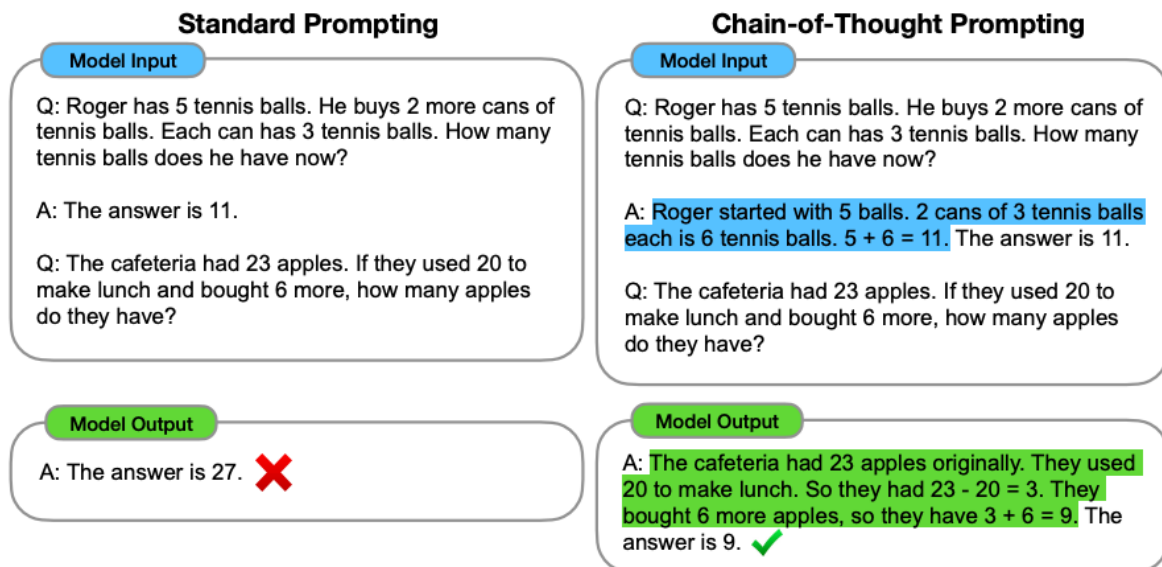 Standard Prompting
Model Input
Q: Roger has 5 tennis balls. He buys 2 more cans of
tennis balls. Each can has 3 tennis balls. How many
tennis balls does he have now?
A: The answer is 11.
Q: The cafeteria had 23 apples. If they used 20 to
make lunch and bought 6 more, how many apples
do they have?
Model Output
A: The answer is 27.
Chain-of-Thought Prompting
Model Input
Q: Roger has 5 tennis balls. He buys 2 more cans of
tennis balls. Each can has 3 tennis balls. How many
tennis balls does he have now?
A: Roger started with 5 balls. 2 cans of 3 tennis balls
each is 6 tennis balls. 5 + 6 = 11. The answer is 11.
Q: The cafeteria had 23 apples. If they used 20 to
make lunch and bought 6 more, how many apples
do they have?
Model Output
A: The cafeteria had 23 apples originally. They used
20 to make lunch. So they had 23 - 20 = 3. They
bought 6 more apples, so they have 3 + 6 = 9. The
answer is 9.